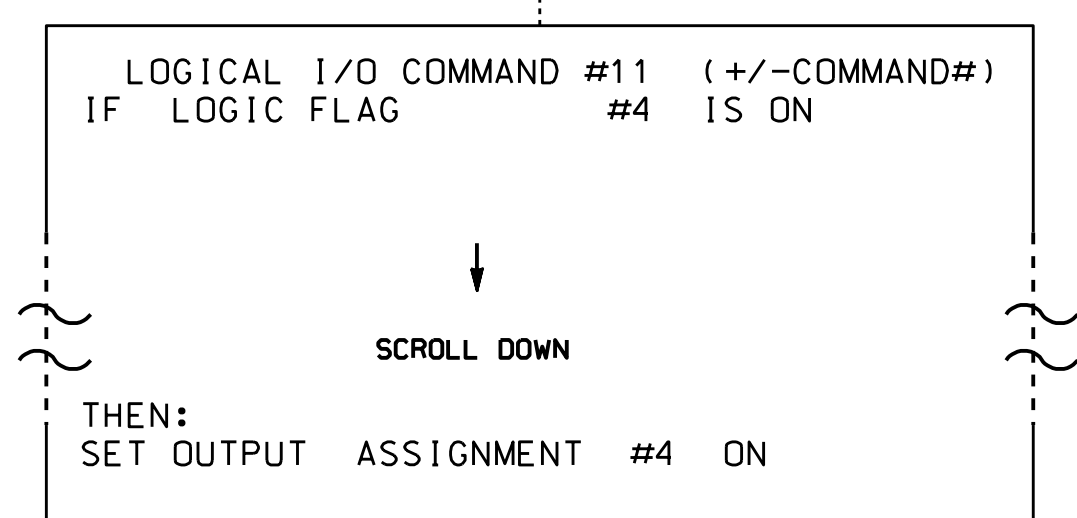 LOGICAL I/O COMMAND #11 (+/-COMMAND#)
IF LOGIC FLAG #4 IS ON
SCROLL DOWN
THEN:
SET OUTPUT ASSIGNMENT #4 ON